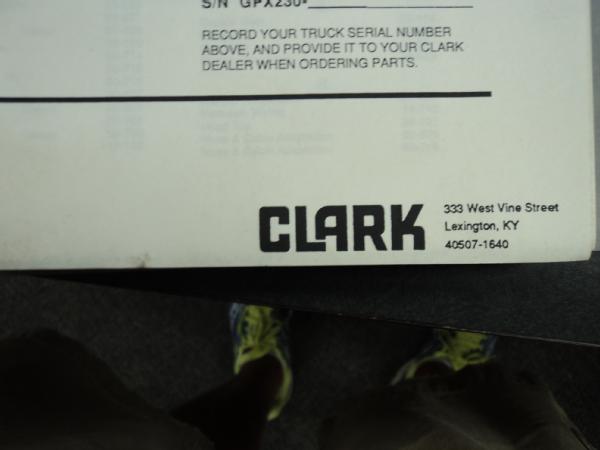 S/N GPX230-
RECORD YOUR TRUCK SERIAL NUMBER
ABOVE, AND PROVIDE IT TO YOUR CLARK
DEALER WHEN ORDERING PARTS.
CLARK
333 West Vine Street
Lexington, KY
40507-1640